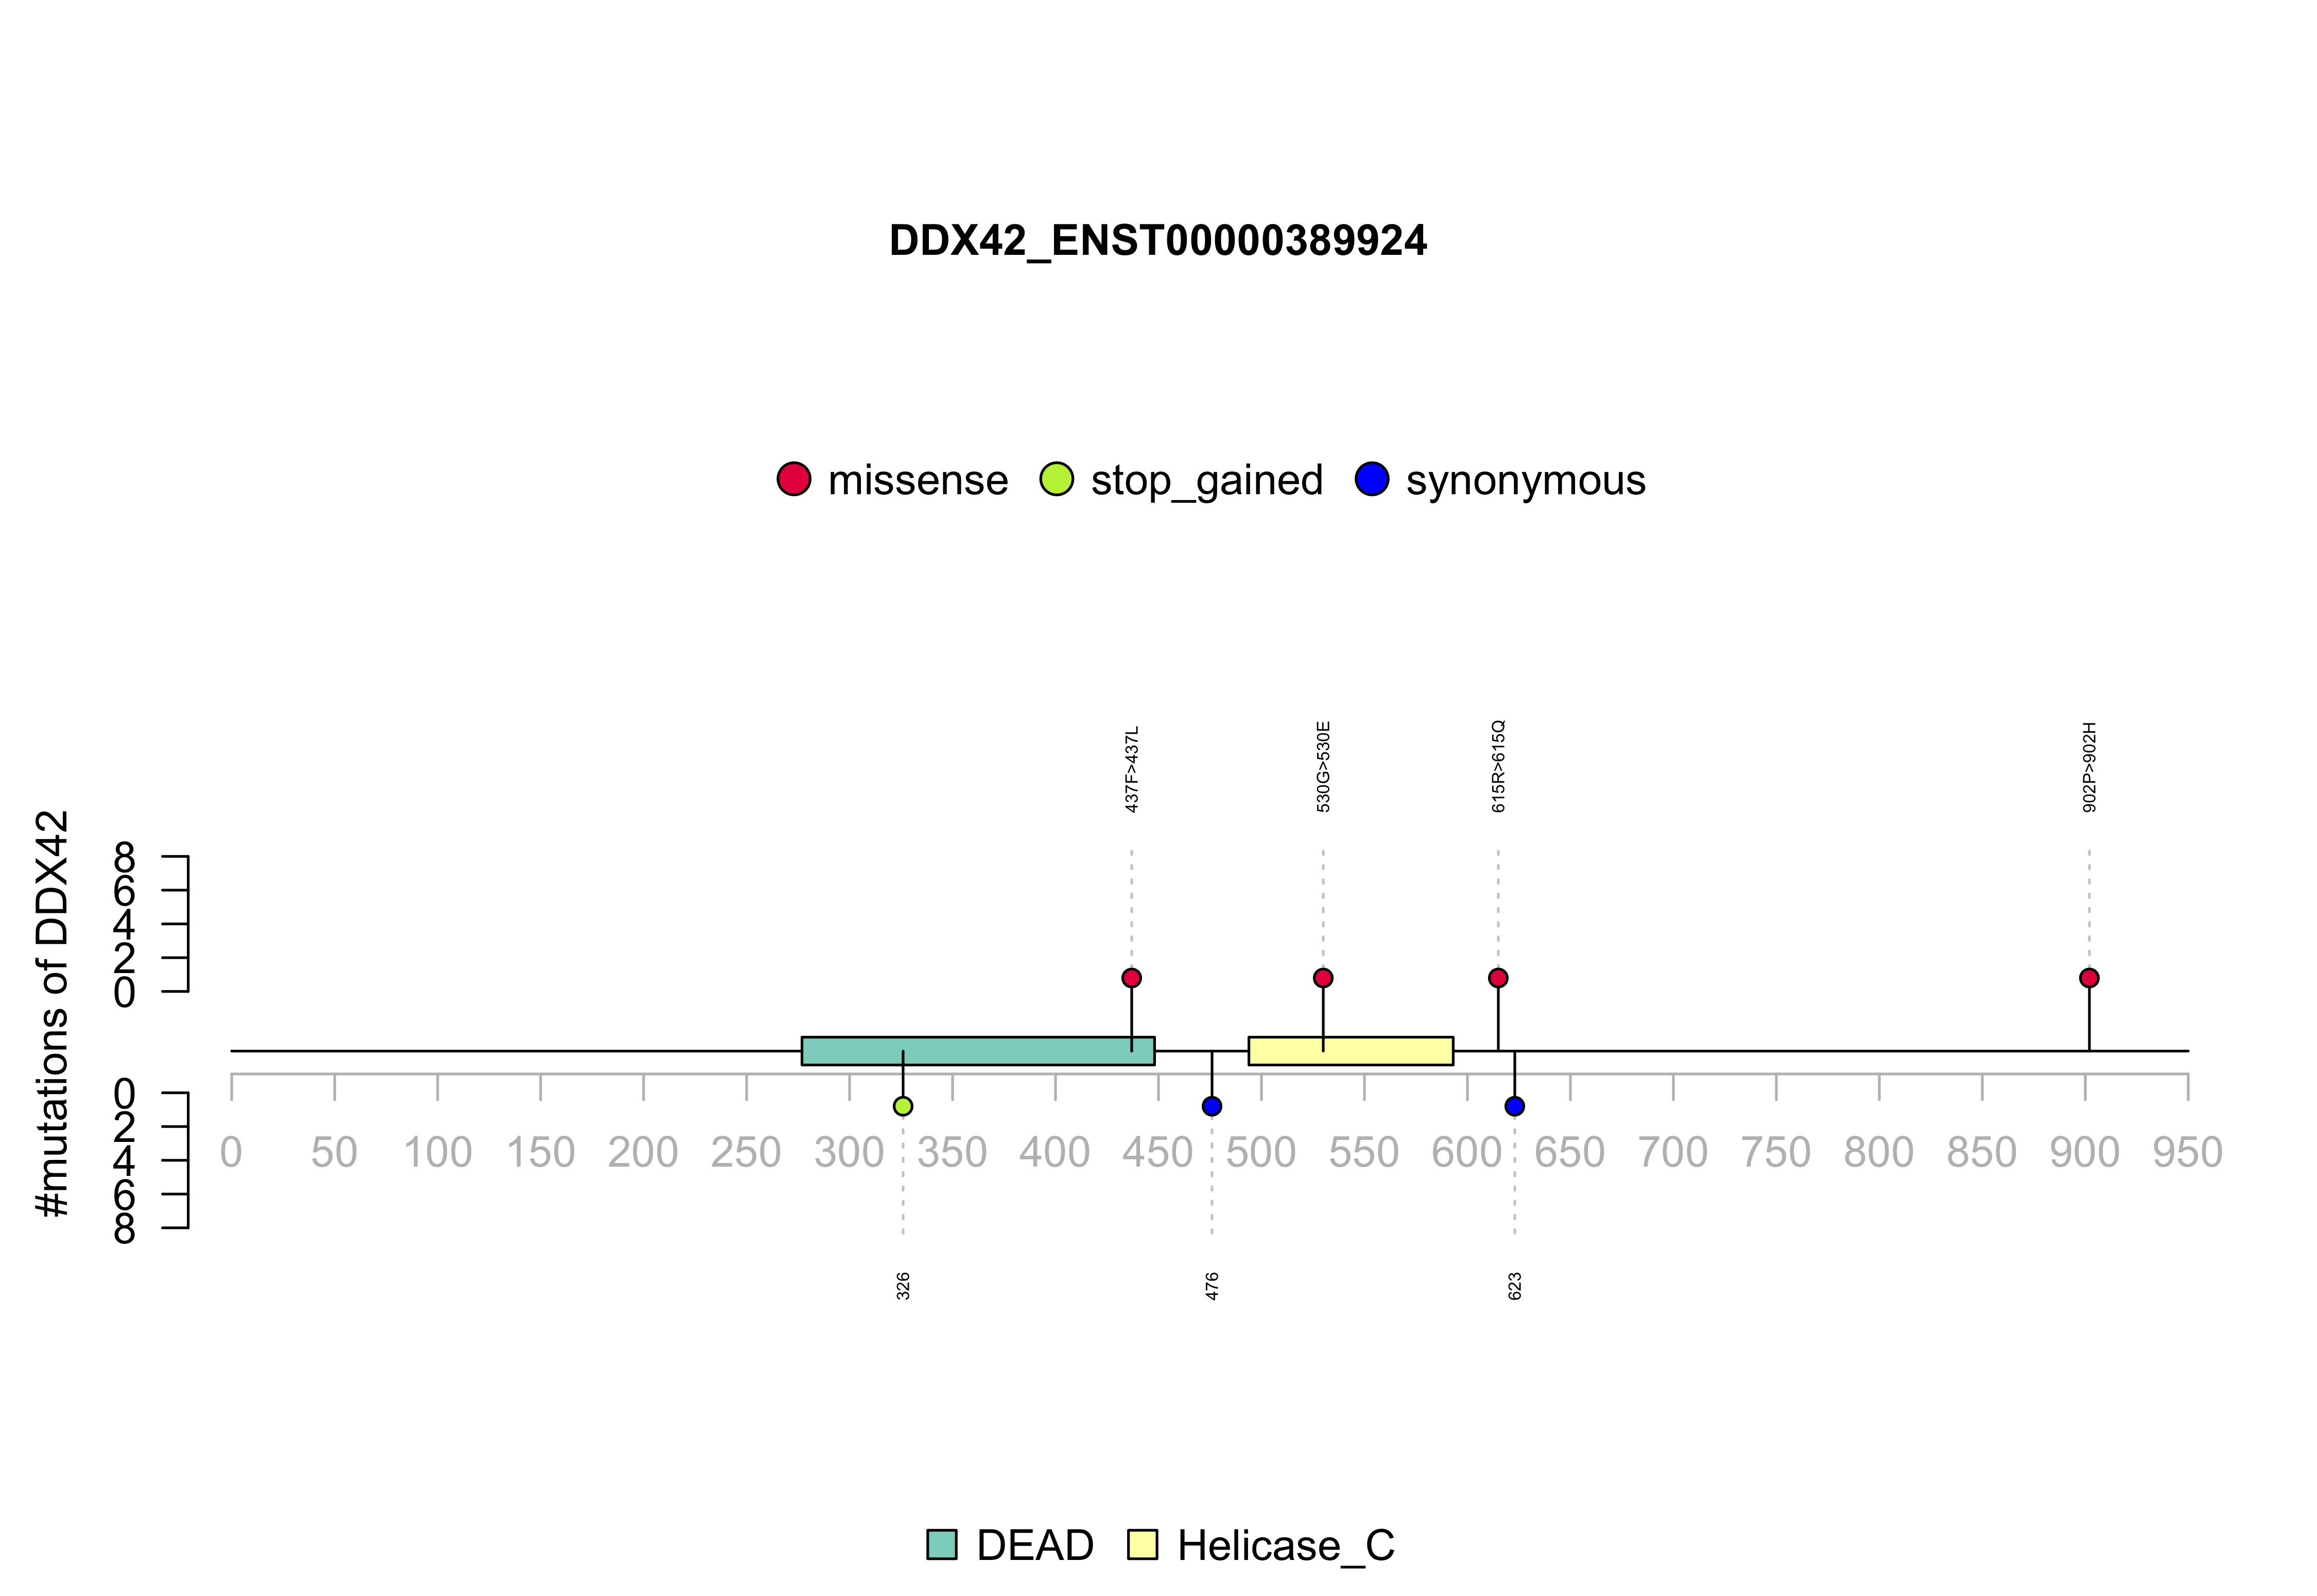 DDX42_ENST00000389924
missense stop_gained synonymous
437F>437L
530G>530E
615R>615Q
902P>902H
#mutations of DDX42
8
6
4
2
0
0
2
4
6
8
0 50 100 150 200 250 300 350 400 450 500 550 600 650 700 750 800 850 900 950
326
476
623
DEAD Helicase_C